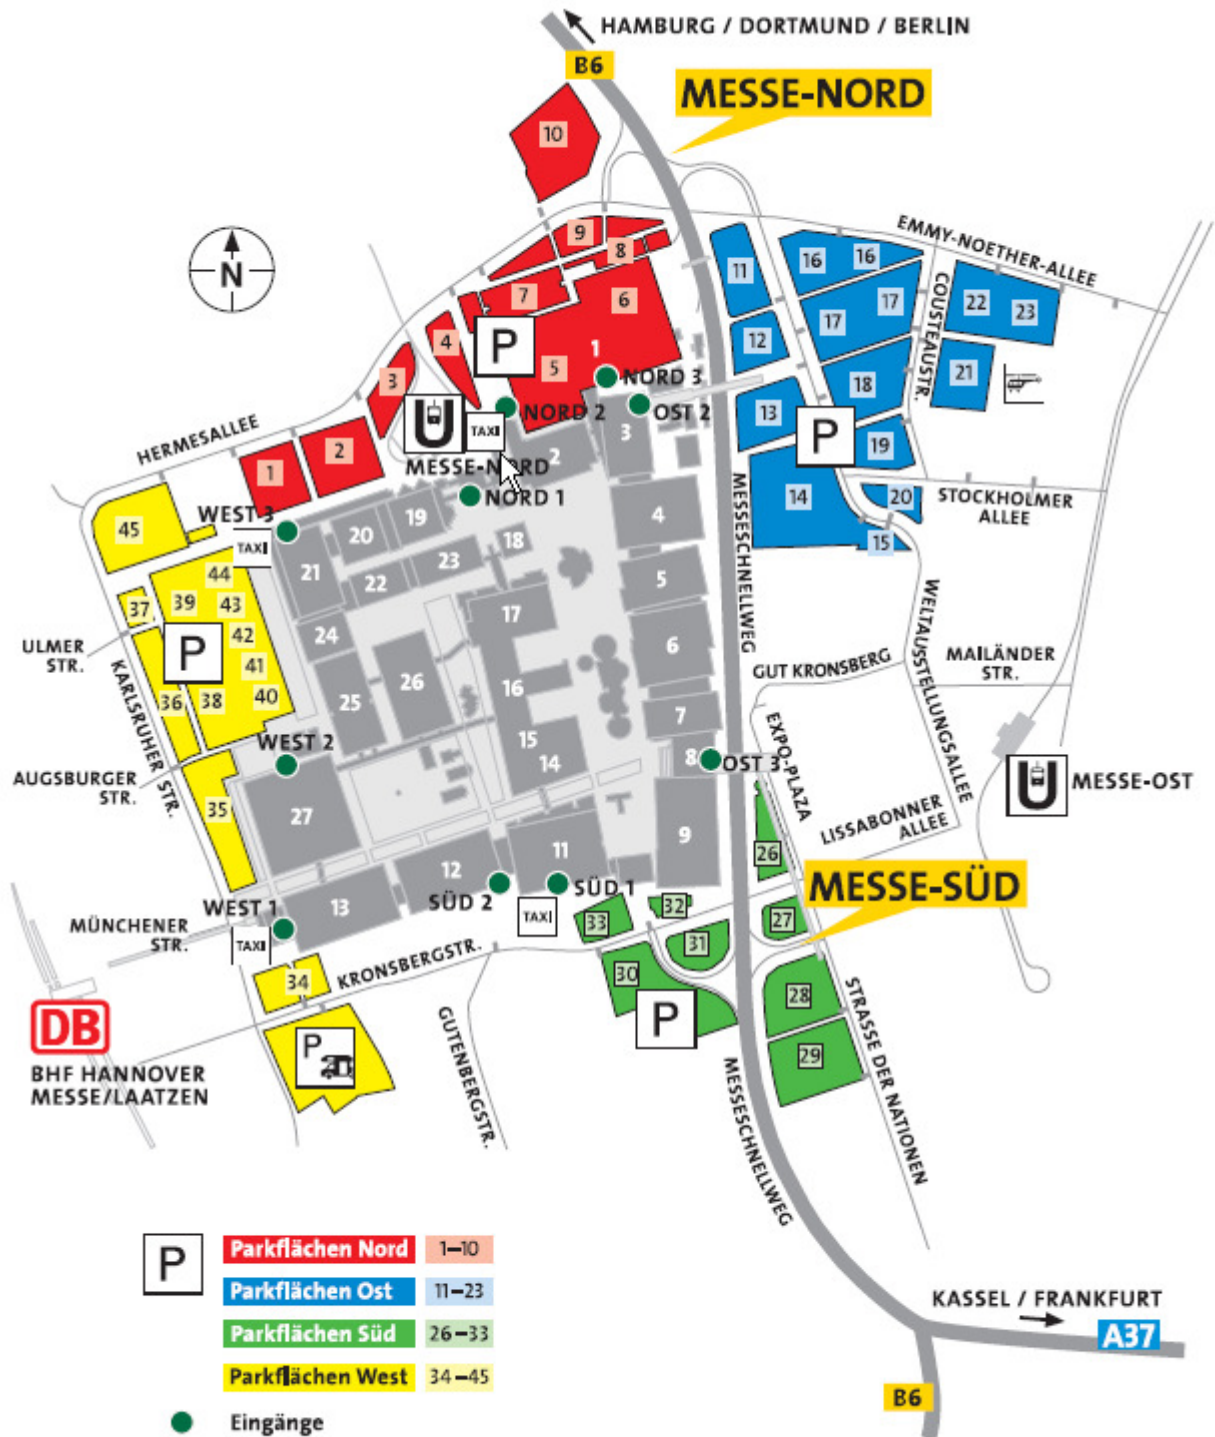 HAMBURG / DORTMUND / BERLIN
B6
MESSE-NORD
10
N
9
8
7
6
4
P
1
5
3
NORD 3
NORD 2
OST 2
U
TAXI
MESSE-NORD
NORD 1
HERMESALLEE
1
2
EMMY-NOETHER-ALLEE
11
16
16
17
17
22
23
COUSTEAUSTR.
12
18
21
13
P
19
14
20
15
STOCKHOLMER
ALLEE
MESSESCHNELLWEG
2
3
4
5
6
7
8
9
45
WEST 3
TAXI
20
19
18
21
22
23
24
17
25
26
16
15
14
44
37
39
43
42
P
41
36
38
40
ULMER
STR.
KARLSRUHER STR.
WEST 2
AUGSBURGER
STR.
35
27
GUT KRONSBERG
MAILÄNDER
STR.
WELTAUSSTELLUNGSALLEE
EXPO-PLAZA
OST 3
U
MESSE-OST
LISSABONNER
ALLEE
26
MESSE-SÜD
12
11
13
SÜD 2
SÜD 1
TAXI
WEST 1
TAXI
MÜNCHENER
STR.
33
32
27
31
30
P
28
29
34
KRONSBERGSTR.
P
GUTENBERGSTR.
DB
BHF HANNOVER
MESSE/LAATZEN
STRASSE DER NATIONEN
MESSESCHNELLWEG
P
Parkflächen Nord 1–10
Parkflächen Ost 11–23
Parkflächen Süd 26–33
Parkflächen West 34–45
Eingänge
KASSEL / FRANKFURT
A37
B6